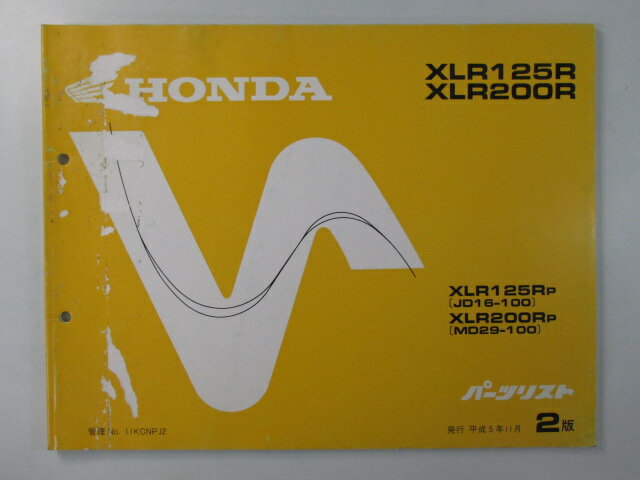 HONDA
XLR125R
XLR200R
XLR125RP
(JD16-100)
XLR200RP
(MD29-100)
パーツリスト
管理No. 11KCNPJ2
発行 平成5年11月 2版